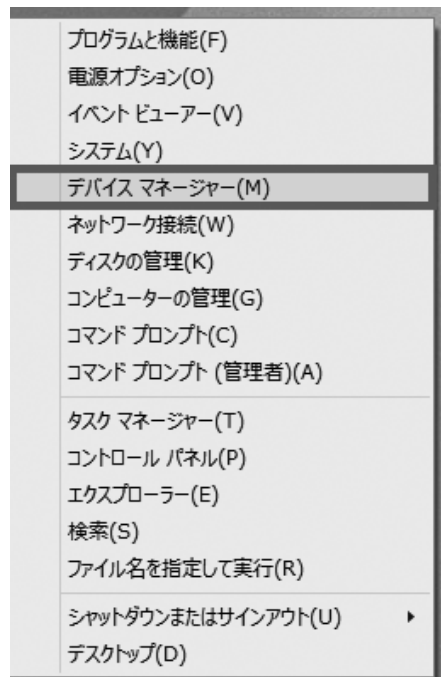 プログラムと機能(F)
電源オプション(O)
イベント ビューアー(V)
システム(Y)
デバイス マネージャー(M)
ネットワーク接続(W)
ディスクの管理(K)
コンピューターの管理(G)
コマンド プロンプト(C)
コマンド プロンプト (管理者)(A)
タスク マネージャー(T)
コントロール パネル(P)
エクスプローラー(E)
検索(S)
ファイル名を指定して実行(R)
シャットダウンまたはサインアウト(U)
デスクトップ(D)